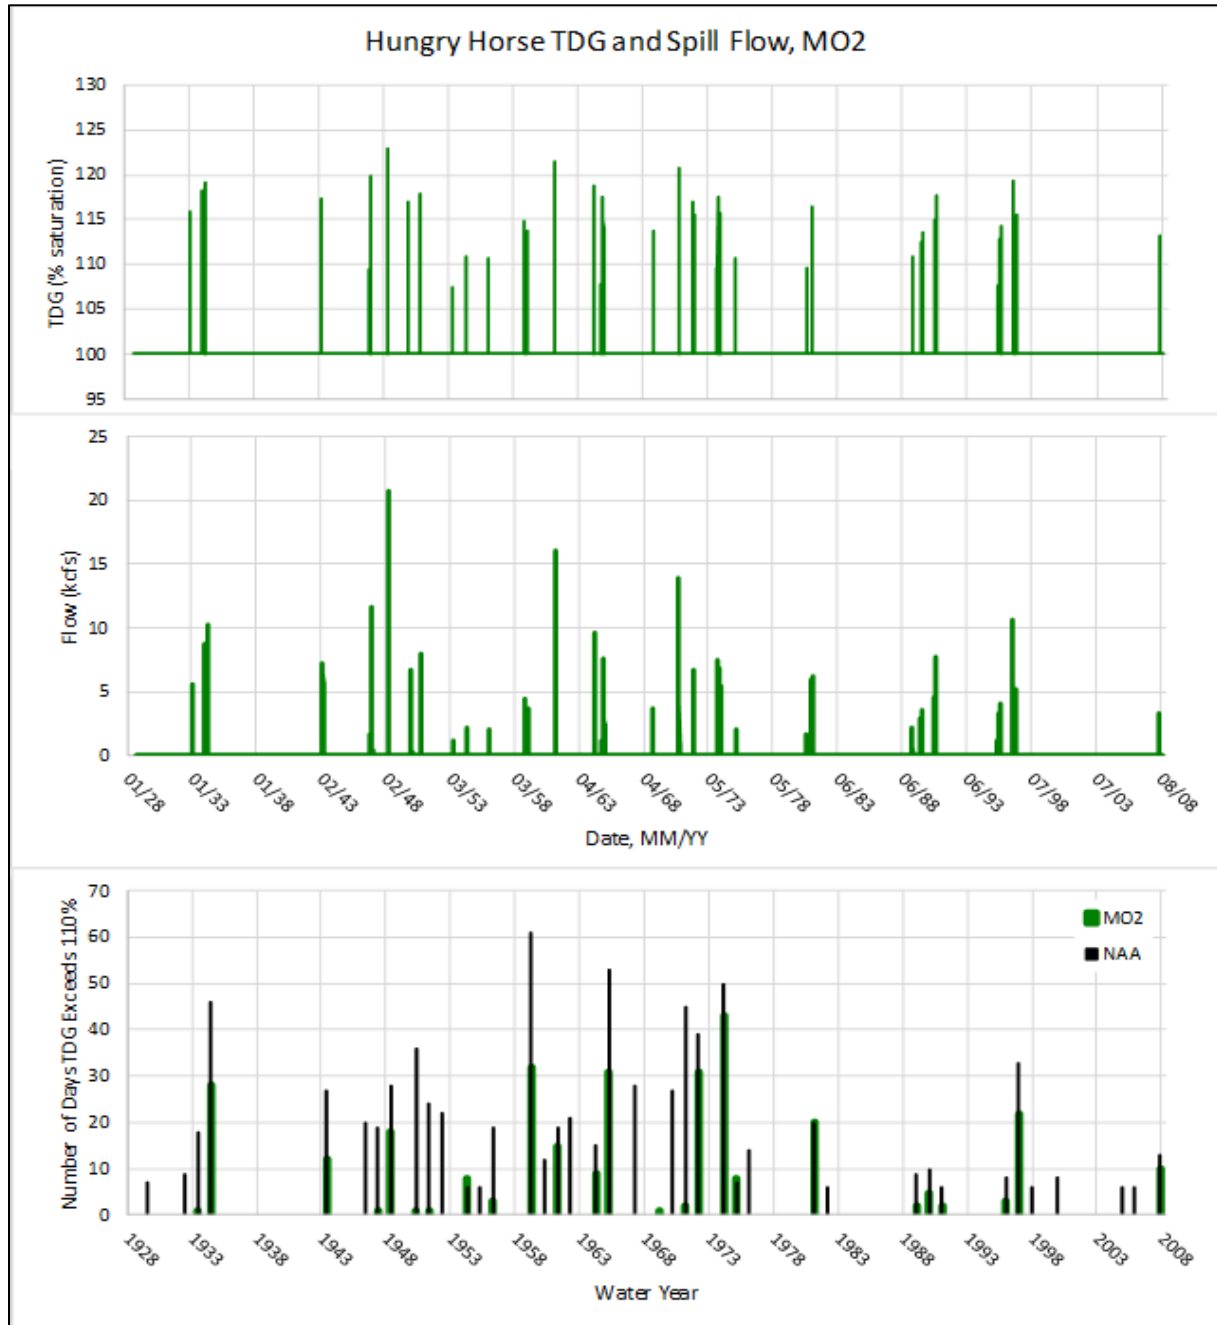 Hungry Horse TDG and Spill Flow, MO2
130
125
120
115
110
105
100
95
TDG (% saturation)
25
20
15
10
5
0
Flow (kcfs)
01/28 01/33 01/38 02/43 02/48 03/53 03/58 04/63 04/68 05/73 05/78 06/83 06/88 06/93 07/98 07/03 08/08
Date, MM/YY
70
60
50
40
30
20
10
0
Number of Days TDG Exceeds 110%
MO2
NAA
1928 1933 1938 1943 1948 1953 1958 1963 1968 1973 1978 1983 1988 1993 1998 2003 2008
Water Year